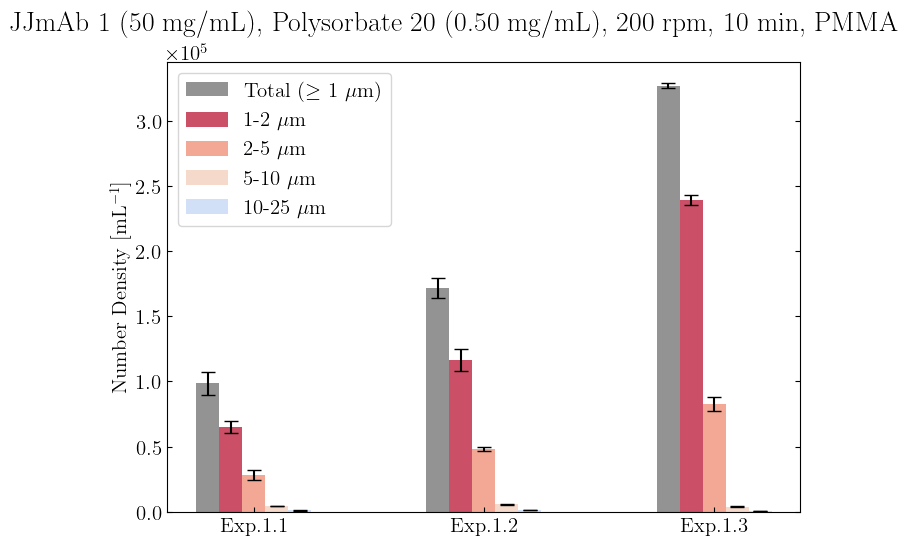 JJmAb 1 (50 mg/mL), Polysorbate 20 (0.50 mg/mL), 200 rpm, 10 min, PMMA
×10⁵
Total (≥ 1 μm)
1-2 μm
2-5 μm
5-10 μm
10-25 μm
Number Density [mL⁻¹]
3.0
2.5
2.0
1.5
1.0
0.5
0.0
Exp.1.1 Exp.1.2 Exp.1.3